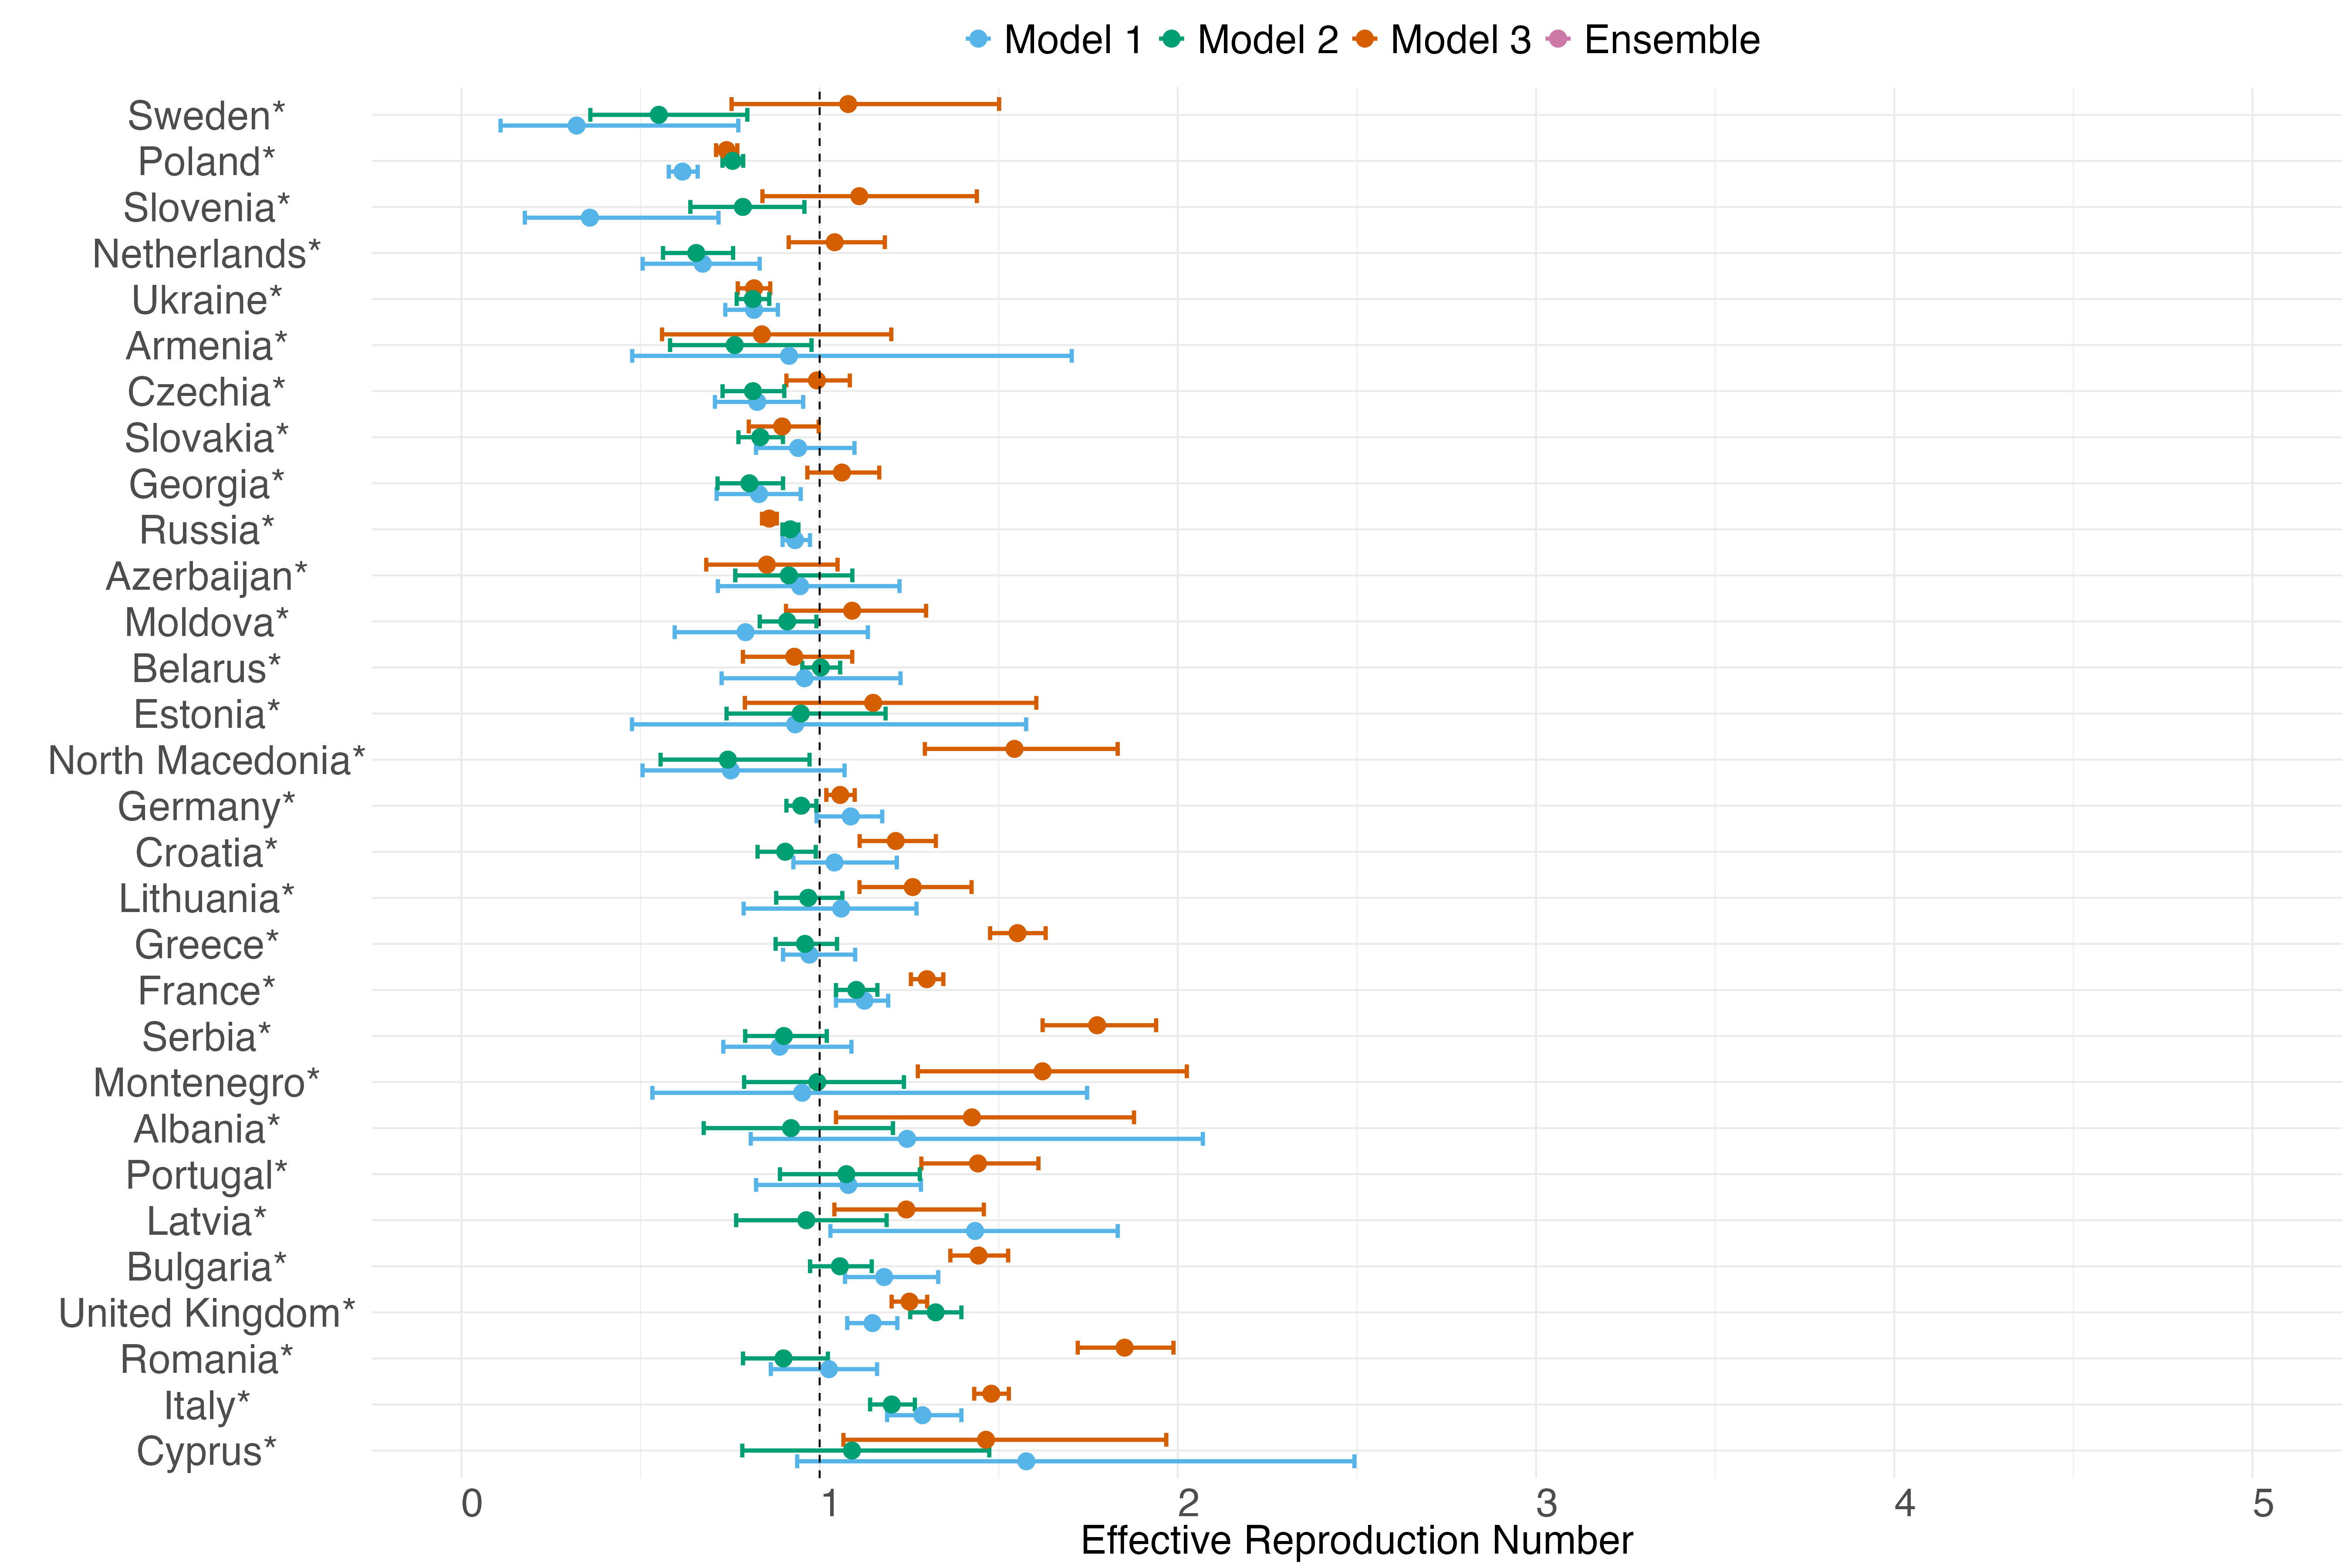 Model 1 Model 2 Model 3 Ensemble
Sweden*
Poland*
Slovenia*
Netherlands*
Ukraine*
Armenia*
Czechia*
Slovakia*
Georgia*
Russia*
Azerbaijan*
Moldova*
Belarus*
Estonia*
North Macedonia*
Germany*
Croatia*
Lithuania*
Greece*
France*
Serbia*
Montenegro*
Albania*
Portugal*
Latvia*
Bulgaria*
United Kingdom*
Romania*
Italy*
Cyprus*
0 1 2 3 4 5
Effective Reproduction Number